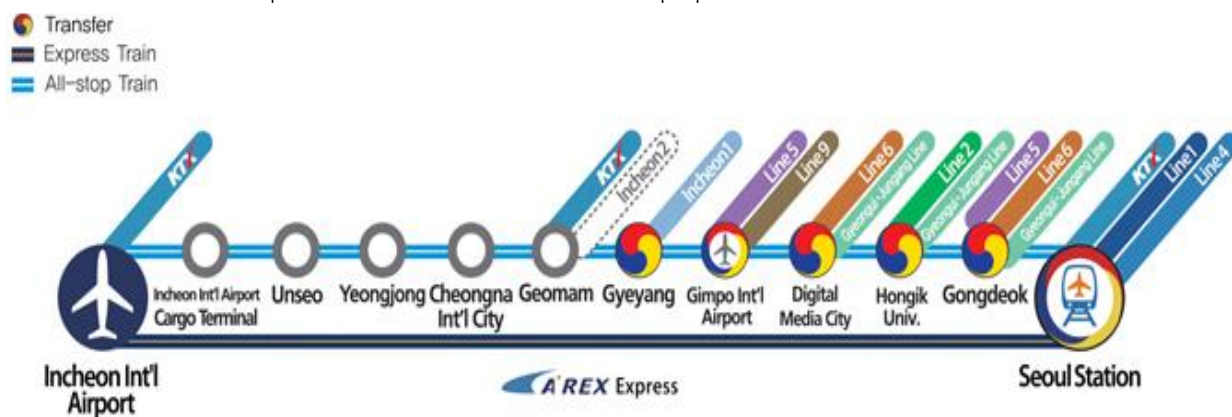 Transfer
Express Train
All-stop Train
KTX
KTX
Incheon2
Incheon1
Line5
Line9
Line6
Gyeongui·Jungang Line
Line2
Gyeongui·Jungang Line
Line5
Line6
Gyeongui·Jungang Line
KTX
Line1
Line4
Incheon Int'l
Airport
Incheon Int'l Airport
Cargo Terminal
Unseo
Yeongjong
Cheongna
Int'l City
Geomam
Gyeyang
Gimpo Int'l
Airport
Digital
Media City
Hongik
Univ.
Gongdeok
Seoul Station
A'REX Express